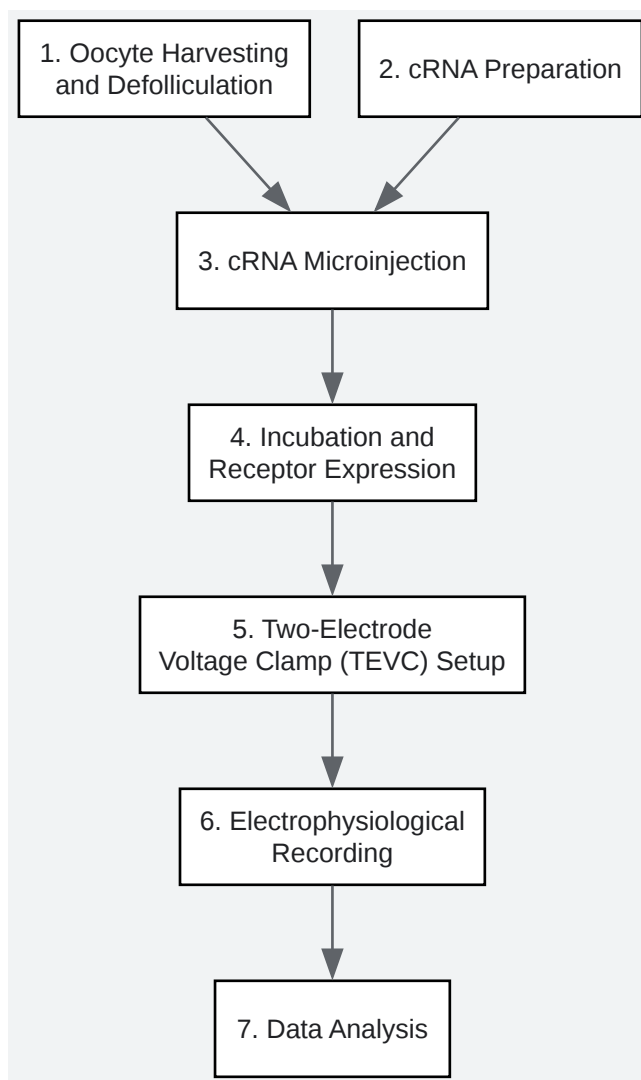 1. Oocyte Harvesting
and Defolliculation
2. cRNA Preparation
3. cRNA Microinjection
4. Incubation and
Receptor Expression
5. Two-Electrode
Voltage Clamp (TEVC) Setup
6. Electrophysiological
Recording
7. Data Analysis